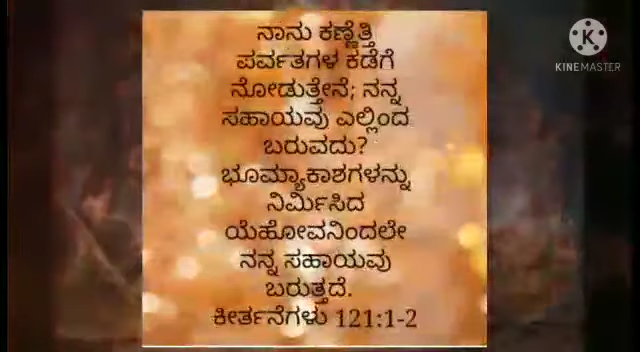 ನಾನು ಕಣ್ಣೆತ್ತಿ
ಪರ್ವತಗಳ ಕಡೆಗೆ
ನೋಡುತ್ತೇನೆ; ನನ್ನ
ಸಹಾಯವು ಎಲ್ಲಿಂದ
ಬರುವದು?
ಭೂಮ್ಯಾಕಾಶಗಳನ್ನು
ನಿರ್ಮಿಸಿದ
ಯೆಹೋವನಿಂದಲೇ
ನನ್ನ ಸಹಾಯವು
ಬರುತ್ತದೆ.
ಕೀರ್ತನೆಗಳು 121:1-2
KINEMASTER